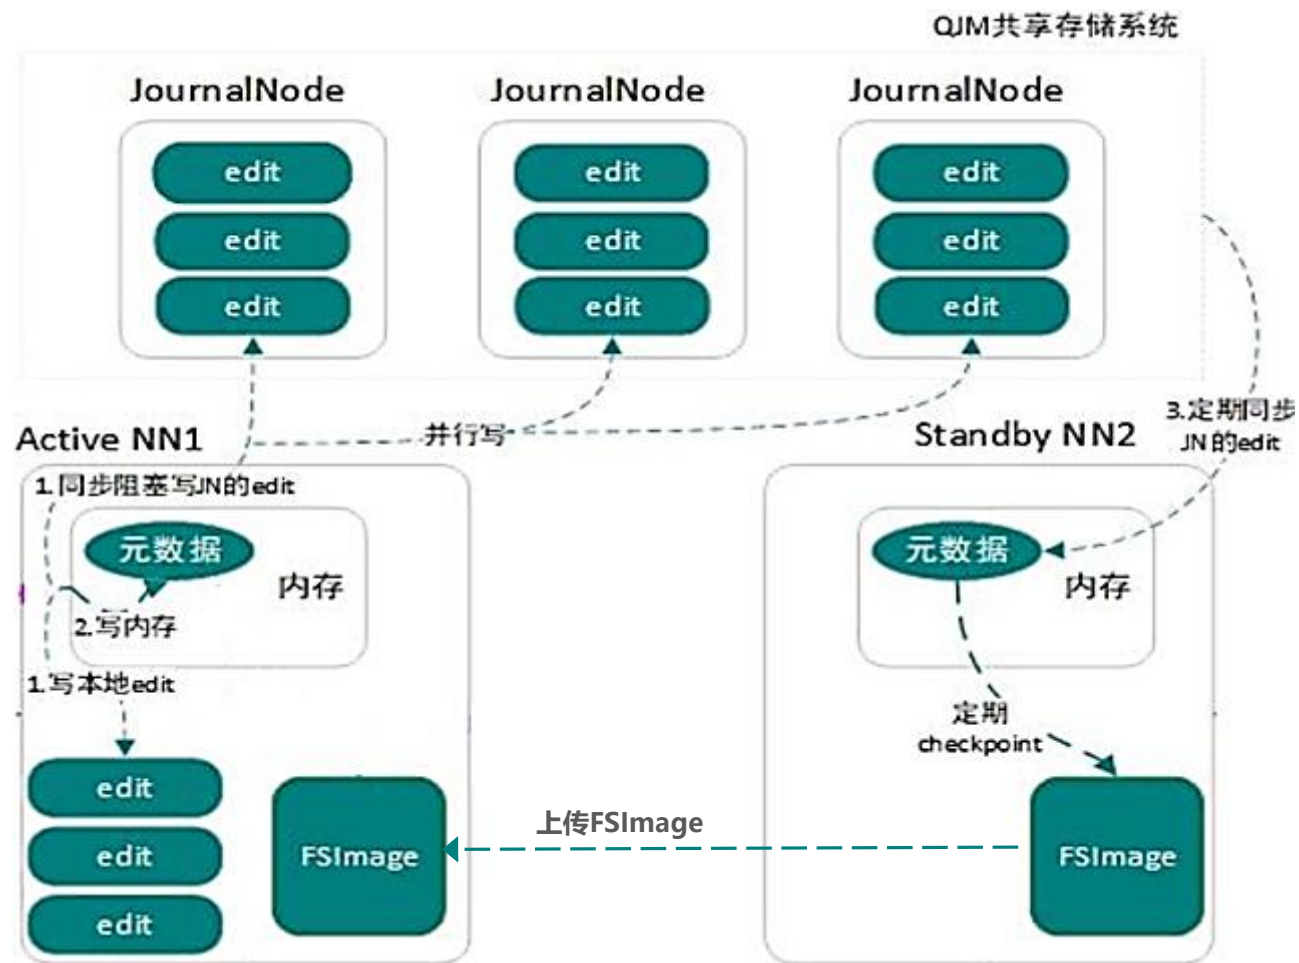 QJM共享存储系统
JournalNode
JournalNode
JournalNode
edit
edit
edit
edit
edit
edit
edit
edit
edit
3.定期同步
JN的edit
Active NN1
并行写
Standby NN2
1.同步阻塞写JN的edit
元数据
内存
2.写内存
1.写本地edit
元数据
内存
定期
checkpoint
edit
edit
edit
FSImage
上传FSImage
FSImage